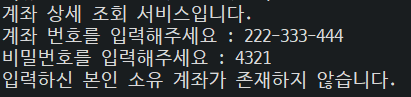 계좌 상세 조회 서비스입니다.
계좌 번호를 입력해주세요 : 222-333-444
비밀번호를 입력해주세요 : 4321
입력하신 본인 소유 계좌가 존재하지 않습니다.